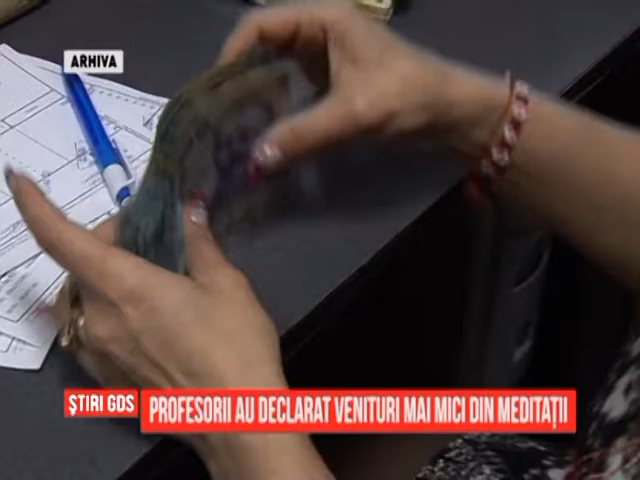 ARHIVA
ŞTIRI GDS
PROFESORII AU DECLARAT VENITURI MAI MICI DIN MEDITAŢII